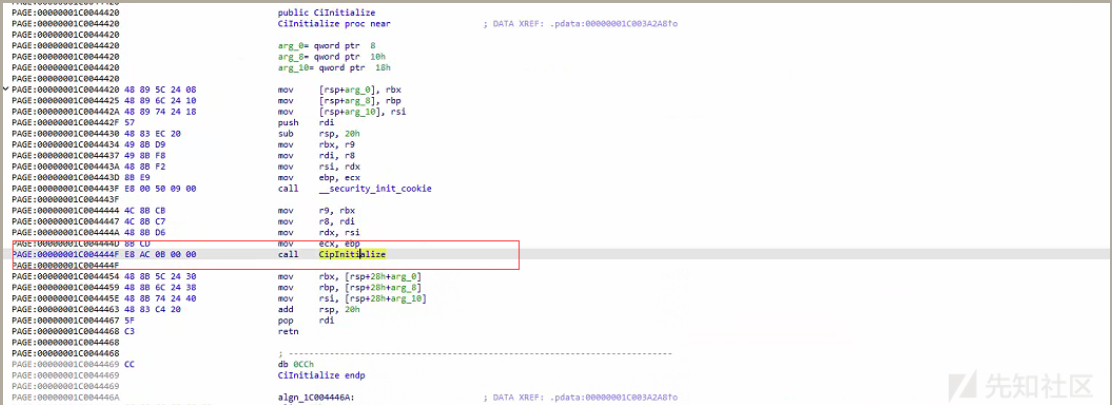 PAGE:00000001C0044420
PAGE:00000001C0044420 public CiInitialize
PAGE:00000001C0044420 CiInitialize proc near ; DATA XREF: .pdata:00000001C003A2A8↑o
PAGE:00000001C0044420
PAGE:00000001C0044420 arg_0= qword ptr 8
PAGE:00000001C0044420 arg_8= qword ptr 10h
PAGE:00000001C0044420 arg_10= qword ptr 18h
PAGE:00000001C0044420
PAGE:00000001C0044420 48 89 5C 24 08 mov [rsp+arg_0], rbx
PAGE:00000001C0044425 48 89 6C 24 10 mov [rsp+arg_8], rbp
PAGE:00000001C004442A 48 89 74 24 18 mov [rsp+arg_10], rsi
PAGE:00000001C004442F 57 push rdi
PAGE:00000001C0044430 48 83 EC 20 sub rsp, 20h
PAGE:00000001C0044434 49 8B D9 mov rbx, r9
PAGE:00000001C0044437 49 8B F8 mov rdi, r8
PAGE:00000001C004443A 48 8B F2 mov rsi, rdx
PAGE:00000001C004443D 8B E9 mov ebp, ecx
PAGE:00000001C004443F E8 00 50 09 00 call __security_init_cookie
PAGE:00000001C004443F
PAGE:00000001C0044444 4C 8B CB mov r9, rbx
PAGE:00000001C0044447 4C 8B C7 mov r8, rdi
PAGE:00000001C004444A 48 8B D6 mov rdx, rsi
PAGE:00000001C004444D 8B CD mov ecx, ebp
PAGE:00000001C004444F E8 AC 0B 00 00 call CipInitialize
PAGE:00000001C004444F
PAGE:00000001C0044454 48 8B 5C 24 30 mov rbx, [rsp+28h+arg_0]
PAGE:00000001C0044459 48 8B 6C 24 38 mov rbp, [rsp+28h+arg_8]
PAGE:00000001C004445E 48 8B 74 24 40 mov rsi, [rsp+28h+arg_10]
PAGE:00000001C0044463 48 83 C4 20 add rsp, 20h
PAGE:00000001C0044467 5F pop rdi
PAGE:00000001C0044468 C3 retn
PAGE:00000001C0044468
PAGE:00000001C0044468 ; ---------------------------------------------------------------------------
PAGE:00000001C0044469 CC db 0CCh
PAGE:00000001C0044469 CiInitialize endp
PAGE:00000001C0044469
PAGE:00000001C004446A algn_1C004446A: ; DATA XREF: .pdata:00000001C003A2A8↑o
先知社区